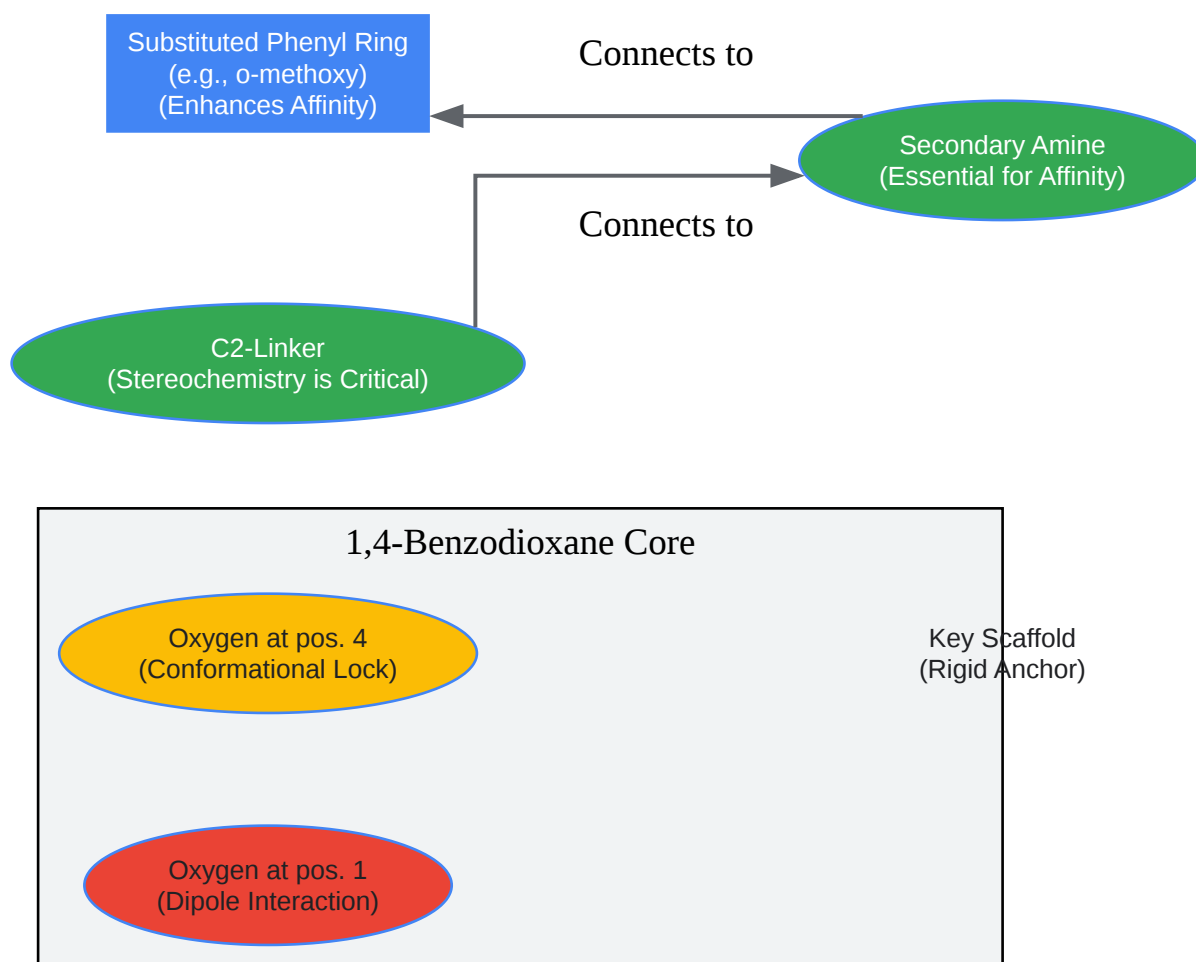 Substituted Phenyl Ring
(e.g., o-methoxy)
(Enhances Affinity)
Connects to
Secondary Amine
(Essential for Affinity)
Connects to
C2-Linker
(Stereochemistry is Critical)
1,4-Benzodioxane Core
Oxygen at pos. 4
(Conformational Lock)
Key Scaffold
(Rigid Anchor)
Oxygen at pos. 1
(Dipole Interaction)